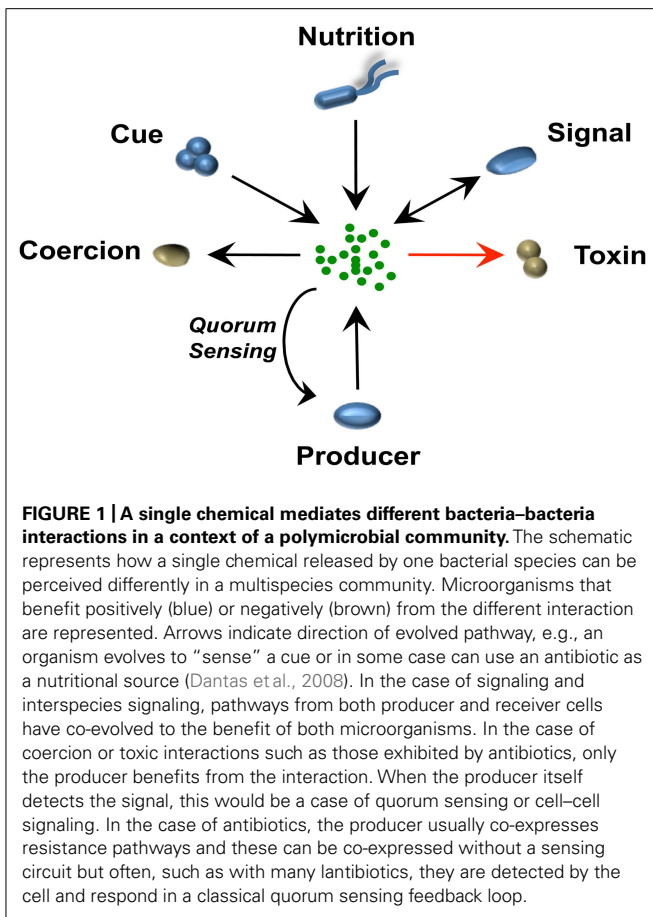 Nutrition
Cue
Signal
Coercion
Toxin
Quorum
Sensing
Producer
FIGURE 1 | A single chemical mediates different bacteria–bacteria
interactions in a context of a polymicrobial community. The schematic
represents how a single chemical released by one bacterial species can be
perceived differently in a multispecies community. Microorganisms that
benefit positively (blue) or negatively (brown) from the different interaction
are represented. Arrows indicate direction of evolved pathway, e.g., an
organism evolves to “sense” a cue or in some case can use an antibiotic as
a nutritional source (Dantas et al., 2008). In the case of signaling and
interspecies signaling, pathways from both producer and receiver cells
have co-evolved to the benefit of both microorganisms. In the case of
coercion or toxic interactions such as those exhibited by antibiotics, only
the producer benefits from the interaction. When the producer itself
detects the signal, this would be a case of quorum sensing or cell–cell
signaling. In the case of antibiotics, the producer usually co-expresses
resistance pathways and these can be co-expressed without a sensing
circuit but often, such as with many lantibiotics, they are detected by the
cell and respond in a classical quorum sensing feedback loop.